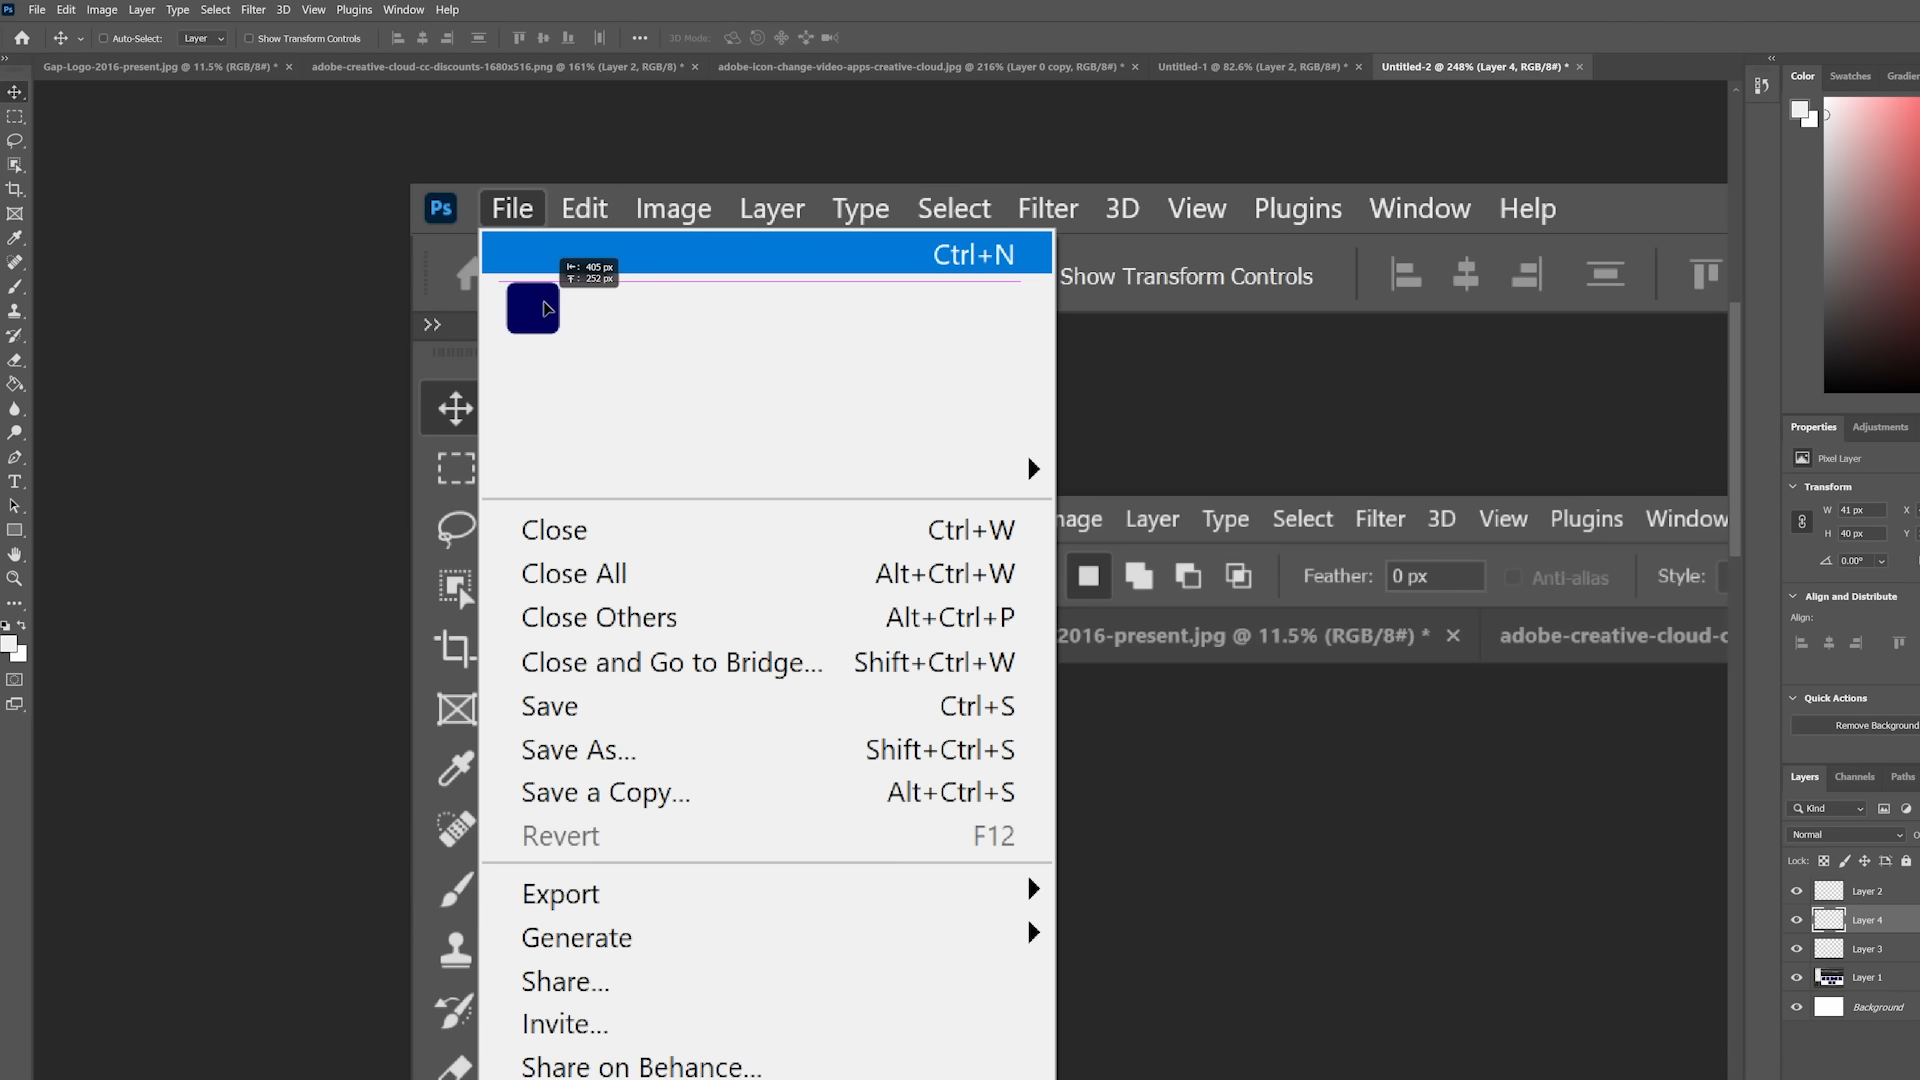 Ps File Edit Image Layer Type Select Filter 3D View Plugins Window Help
Auto-Select: Layer Show Transform Controls 3D Mode:
Gap-Logo-2016-present.jpg @ 11.5% (RGB/8#) * adobe-creative-cloud-cc-discounts-1680x516.png @ 161% (Layer 2, RGB/8) * adobe-icon-change-video-apps-creative-cloud.jpg @ 216% (Layer 0 copy, RGB/8#) * Untitled-1 @ 82.6% (Layer 2, RGB/8#) * Untitled-2 @ 248% (Layer 4, RGB/8#) *
Ps File Edit Image Layer Type Select Filter 3D View Plugins Window Help
Ctrl+N
405 px
252 px
Show Transform Controls
mage Layer Type Select Filter 3D View Plugins Window
Feather: 0 px Anti-alias Style:
2016-present.jpg @ 11.5% (RGB/8#) * adobe-creative-cloud-c
Close Ctrl+W
Close All Alt+Ctrl+W
Close Others Alt+Ctrl+P
Close and Go to Bridge... Shift+Ctrl+W
Save Ctrl+S
Save As... Shift+Ctrl+S
Save a Copy... Alt+Ctrl+S
Revert F12
Export
Generate
Share...
Invite...
Share on Behance...
Color Swatches Gradien
Properties Adjustments
Pixel Layer
Transform
W 41 px X
H 40 px Y
0.00°
Align and Distribute
Align:
Quick Actions
Remove Background
Layers Channels Paths
Kind
Normal
Lock:
Layer 2
Layer 4
Layer 3
Layer 1
Background